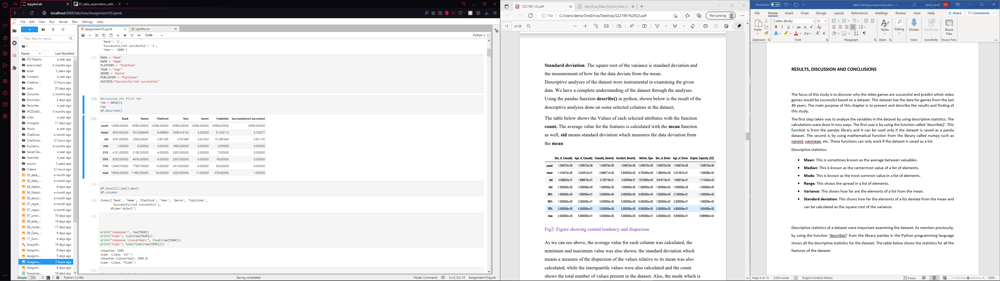 JupyterLab
02_data_exploration_with_
localhost:8888/lab/tree/Assignment10.ipynb
File Edit View Run Kernel Tabs Settings Help
Filter files by name
/
Name Last Modified
3D Objects a year ago
anaconda3 5 months ago
ansel 2 years ago
Contacts a year ago
Creative ... 12 hours ago
data 25 days ago
Docume... 2 months ago
Downloa... 2 days ago
Favorites a year ago
IPLDSAM... a year ago
Links a year ago
mongod... 11 days ago
Music a year ago
OneDrive a month ago
OneDrive... 12 hours ago
Pycharm... 4 months ago
Saved Ga... a year ago
Searches a year ago
source 2 years ago
Videos 12 hours ago
03_data_... a month ago
03_data_... a month ago
04_Statist... 8 days ago
04_Statist... a month ago
06_decisi... a month ago
07_regre... a month ago
07_regre... a month ago
07_unstr... 19 days ago
08_data_... 18 days ago
09_cluste... 17 days ago
09_Data_... 9 days ago
11_Sum... 4 days ago
AraujoRi... 16 days ago
Assignm... 9 days ago
Assignm... 5 days ago
Assignm... 2 hours ago
Assignm... 8 days ago
Groceries... 18 days ago
Assignment10.ipynb
vgsales.csv
Code
Python 3
'Rank': '1',
'Successful/not successful': '1',
'Year': '2006'}
[2]: RANK = 'Rank'
NAME = 'Name'
PLATFORM = 'Platform'
YEAR = 'Year'
GENRE = 'Genre'
PUBLISHER = 'Publisher'
SUCCESS="Successful/not successful"
[3]: #accessing the first row
row = data[1]
row
df.describe()
[3]: Rank Name Platform Year Genre Publisher Successful/not successful
count 16598.000000 16598.000000 16598.000000 16598.000000 16598.000000 16598.000000 16598.000000
mean 8300.605254 5010.688456 8.609833 2006.416134 5.260333 61.532112 0.125377
std 4791.853933 3308.206267 5.901295 5.781686 3.421823 101.991644 0.331155
min 1.000000 0.000000 0.000000 1980.000000 0.000000 0.000000 0.000000
25% 4151.250000 2106.250000 4.000000 2003.000000 2.000000 7.000000 0.000000
50% 8300.500000 4678.000000 6.000000 2007.000000 6.000000 19.000000 0.000000
75% 12449.750000 7739.750000 13.000000 2010.000000 8.000000 58.000000 0.000000
max 16600.000000 11492.000000 30.000000 2020.000000 11.000000 578.000000 1.000000
[4]:
df.isnull().sum().max()
df.columns
[4]: Index(['Rank', 'Name', 'Platform', 'Year', 'Genre', 'Publisher',
'Successful/not successful'],
dtype='object')
[5]:
print("response:", row[YEAR])
print("type:", type(row[YEAR]))
print("response (converted):", float(row[YEAR]))
print("type:", type(float(row[YEAR])))
response: 1985
type: <class 'str'>
response (converted): 1985.0
type: <class 'float'>
[6]:
Simple 0 1 Python 3 | Idle Saving completed Mode: Command Ln 4, Col 14 Assignment10.ipynb
S221981 (2).pdf
Joel_Grus_Data_Science_from_Sc
File C:/Users/denis/OneDrive/Desktop/S221981%20(2).pdf
Not syncing
13 of 28
Standard deviation: The square root of the variance is standard deviation and
the measurement of how far the data deviate from the mean.
Descriptive analyses of the dataset were instrumental in examining the given
data. We have a complete understanding of the dataset through the analyses.
Using the pandas function describe() in python, shown below is the result of the
descriptive analyses done on some selected columns in the dataset;
The table below shows the Values of each selected attributes with the function
count. The average value for the features is calculated with the mean function
as well, std means standard deviation which measures the data deviation from
the mean
Sex_of_Casualty Age_of_Casualty Casualty_Severity Accident_Severity Vehicle_Type Sex_of_Driver Age_of_Driver Engine_Capacity_(CC)
count 1.048575e+06 1.048575e+06 1.048575e+06 1.048575e+06 1.048575e+06 1.048575e+06 1.048575e+06 1.048575e+06
mean 1.416074e+00 3.342812e+01 2.866271e+00 2.840553e+00 9.720490e+00 1.389545e+00 3.341957e+01 1.358289e+03
std 4.958924e-01 1.868673e+01 3.728719e-01 4.020949e-01 7.873360e+00 5.918110e-01 1.903613e+01 1.714334e+03
min -1.000000e+00 -1.000000e+00 1.000000e+00 1.000000e+00 -1.000000e+00 -1.000000e+00 -1.000000e+00 -1.000000e+00
25% 1.000000e+00 1.900000e+01 3.000000e+00 3.000000e+00 9.000000e+00 1.000000e+00 2.100000e+01 -1.000000e+00
50% 1.000000e+00 3.000000e+01 3.000000e+00 3.000000e+00 9.000000e+00 1.000000e+00 3.300000e+01 1.360000e+03
75% 2.000000e+00 4.500000e+01 3.000000e+00 3.000000e+00 9.000000e+00 2.000000e+00 4.600000e+01 1.834000e+03
max 2.000000e+00 9.900000e+01 3.000000e+00 3.000000e+00 9.000000e+01 3.000000e+00 9.900000e+01 9.999900e+04
Fig2: Figure showing central tendency and dispersion
As we can see above, the average value for each column was calculated, the
minimum and maximum value was also shown, the standard deviation which
means a measure of the dispersion of the values relative to its mean was also
calculated, while the interquartile values were also calculated and the count
shows the total number of values present in the dataset. Also, the mode which is
AutoSave Off data mining assignment.docx denis remi DR
File Home Insert Draw Design Layout References Mailings Review View Help Share Comments
Calibri (Body) 12
Paste Styles Editing Dictate Sensitivity Reuse Files
Clipboard Font Paragraph Styles Voice Sensitivity Reuse Files
RESULTS, DISCUSSION AND CONCLUSIONS
The focus of this study is to discover why the video games are successful and predict which video
games would be successful based on a dataset. This dataset has the data for games from the last
40 years. The main purpose of this chapter is to present and describe the results and finding of
this study.
The first step taken was to analyze the variables in the dataset by using descriptive statistics. The
calculations ware done in two ways. The first way is by using the function called 'describe()'. This
function is from the pandas library and it can be used only if the dataset is saved as a panda
dataset. The second is by using mathematical function from the library called numpy such as
nanstd, nanmean, etc. These functions can only work if the dataset is saved as a list.
Descriptive statistics:
• Mean: This is sometimes known as the average between valuables.
• Median: This is known as the centermost value of a list of elements.
• Mode: This is known as the most common value in a list of elements.
• Range: This shows the spread in a list of elements.
• Variance: This shows how far are the elements of a list from the mean.
• Standard deviation: This shows how far the elements of a list deviate from the mean and
can be calculated as the square root of the variance.
Descriptive statistics of a dataset were important examining the dataset. As mention previously,
by using the function 'describe()' from the library pandas in the Python programming language
shows all the descriptive statistics for the dataset. The table below shows the statistics for all the
features of the dataset.
Page 8 of 10 2358 words English (United States) Focus 100%